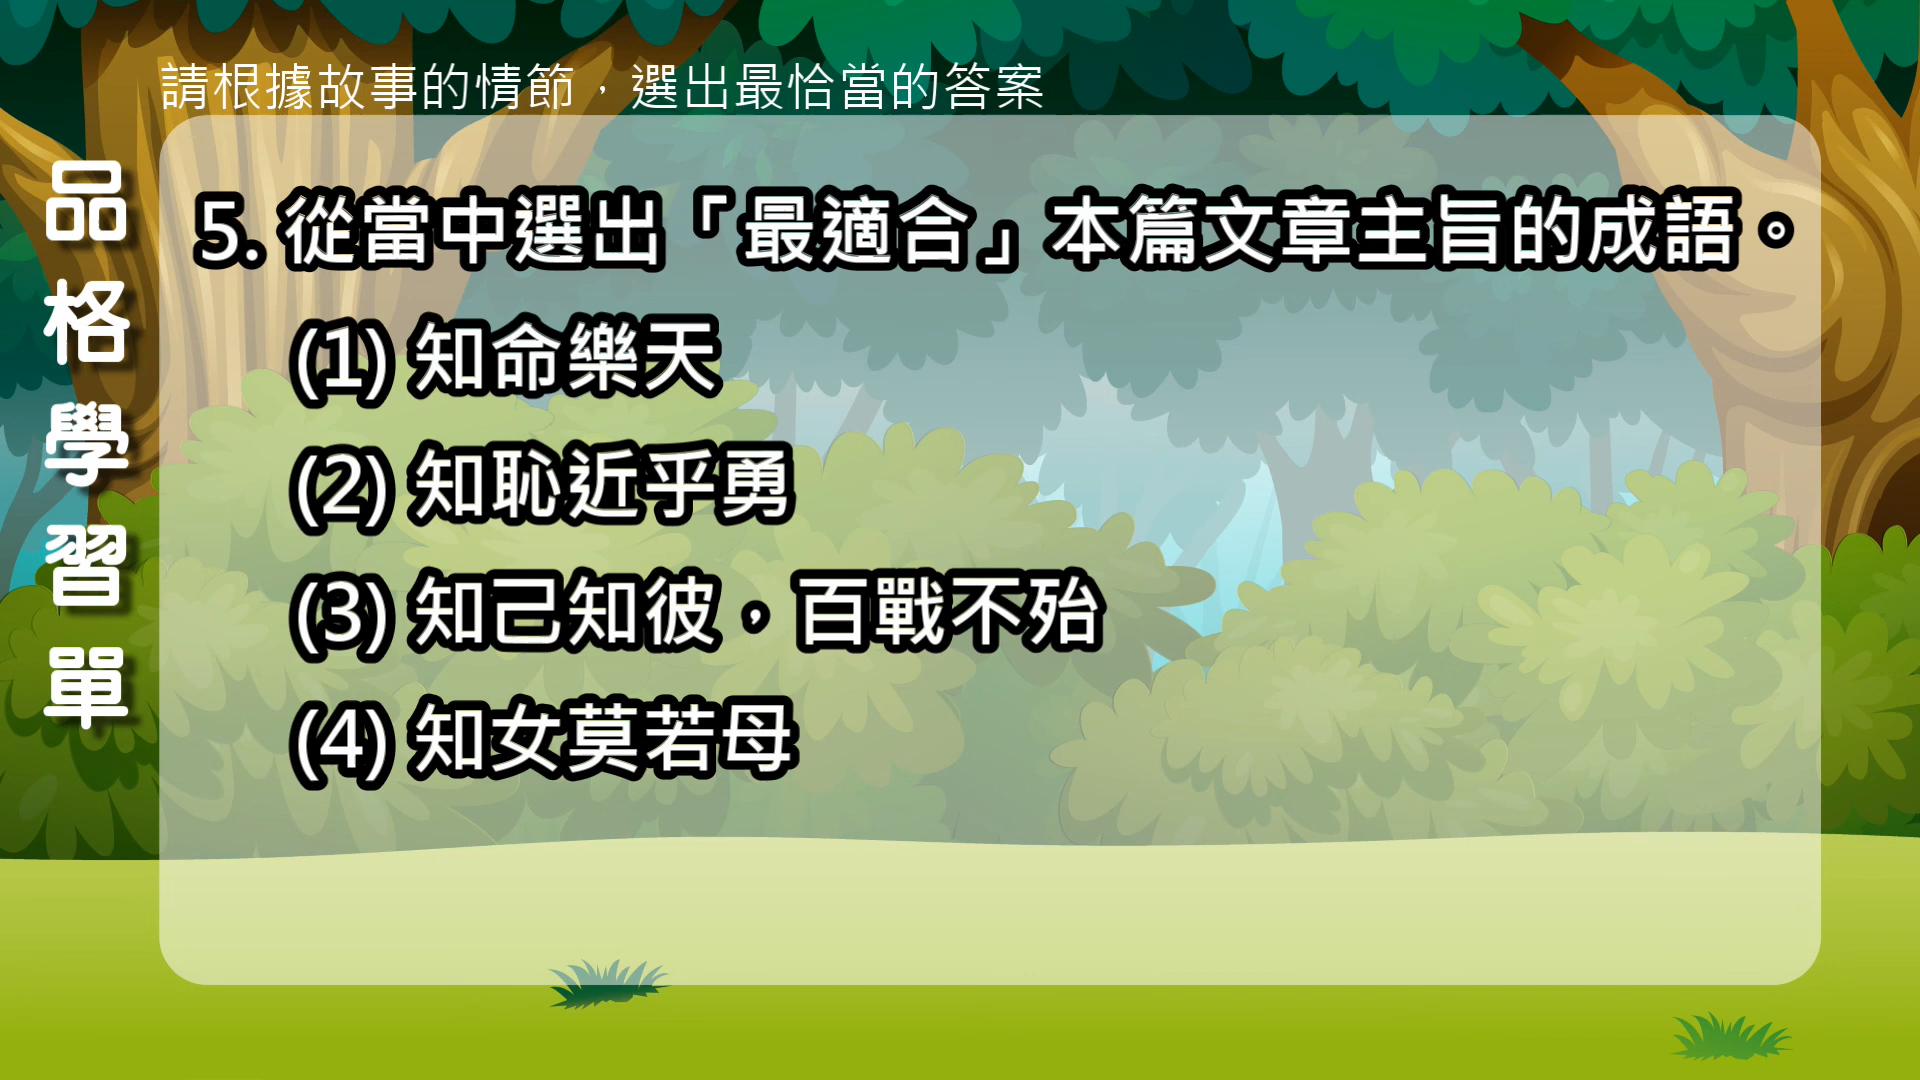 請根據故事的情節，選出最恰當的答案
品格學習單
5. 從當中選出「最適合」本篇文章主旨的成語。
(1) 知命樂天
(2) 知恥近乎勇
(3) 知己知彼，百戰不殆
(4) 知女莫若母